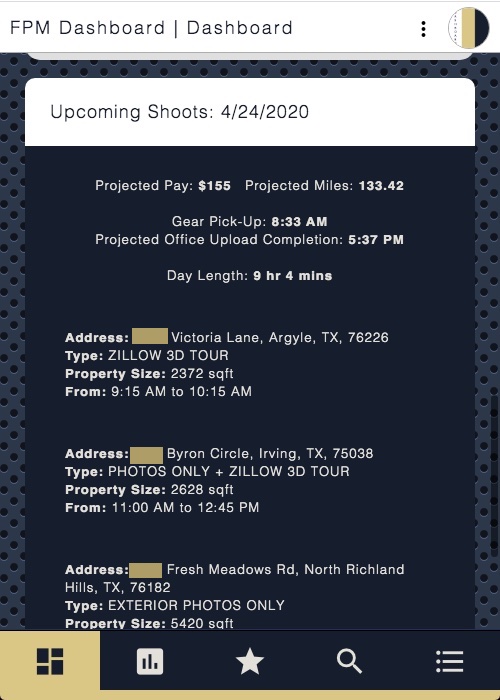 FPM Dashboard | Dashboard
Upcoming Shoots: 4/24/2020
Projected Pay: $155 Projected Miles: 133.42
Gear Pick-Up: 8:33 AM
Projected Office Upload Completion: 5:37 PM
Day Length: 9 hr 4 mins
Address: Victoria Lane, Argyle, TX, 76226
Type: ZILLOW 3D TOUR
Property Size: 2372 sqft
From: 9:15 AM to 10:15 AM
Address: Byron Circle, Irving, TX, 75038
Type: PHOTOS ONLY + ZILLOW 3D TOUR
Property Size: 2628 sqft
From: 11:00 AM to 12:45 PM
Address: Fresh Meadows Rd, North Richland
Hills, TX, 76182
Type: EXTERIOR PHOTOS ONLY
Property Size: 5420 sqft